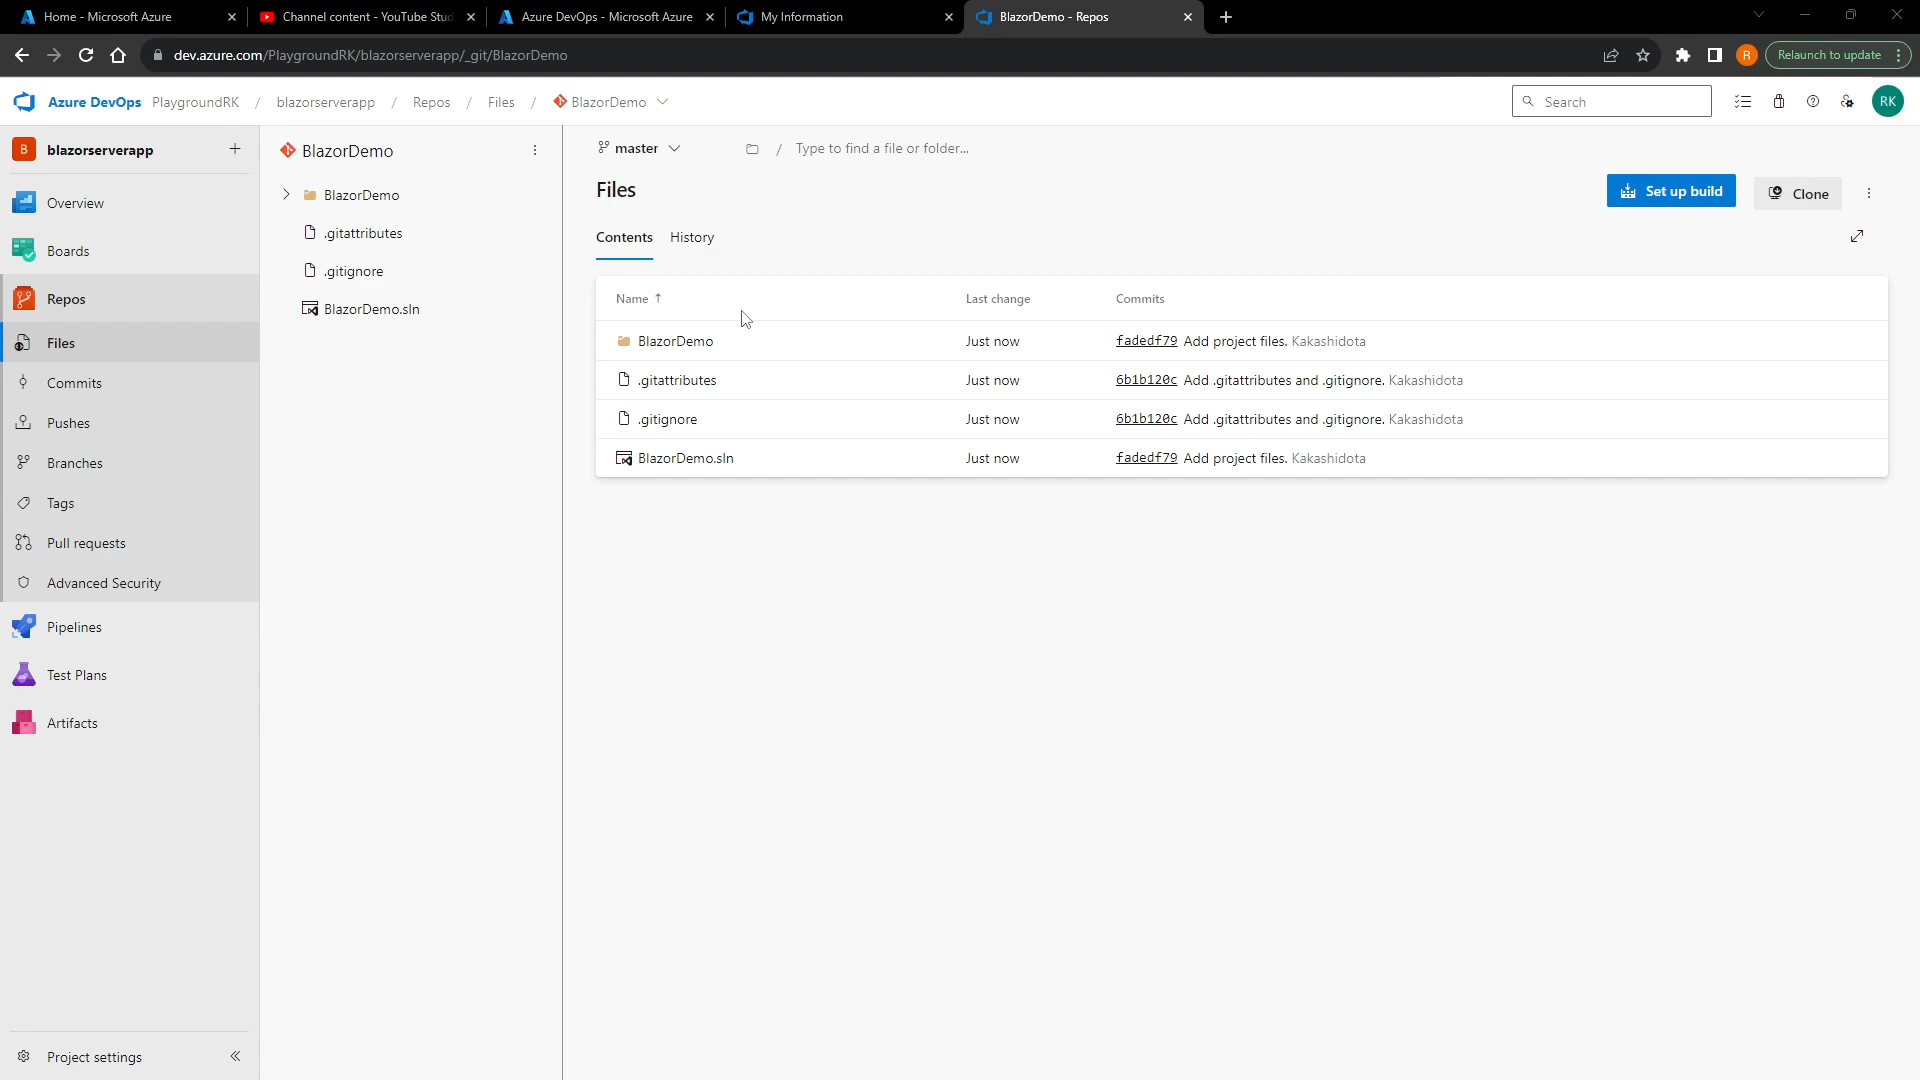 Home - Microsoft Azure
Channel content - YouTube Stud
Azure DevOps - Microsoft Azure
My Information
BlazorDemo - Repos
dev.azure.com/PlaygroundRK/blazorserverapp/_git/BlazorDemo
R
Relaunch to update
Azure DevOps PlaygroundRK / blazorserverapp / Repos / Files / BlazorDemo
Search
RK
B blazorserverapp
Overview
Boards
Repos
Files
Commits
Pushes
Branches
Tags
Pull requests
Advanced Security
Pipelines
Test Plans
Artifacts
Project settings
BlazorDemo
BlazorDemo
.gitattributes
.gitignore
BlazorDemo.sln
master
/ Type to find a file or folder...
Files
Set up build
Clone
Contents History
Name ↑ Last change Commits
BlazorDemo Just now fadedf79 Add project files. Kakashidota
.gitattributes Just now 6b1b120c Add .gitattributes and .gitignore. Kakashidota
.gitignore Just now 6b1b120c Add .gitattributes and .gitignore. Kakashidota
BlazorDemo.sln Just now fadedf79 Add project files. Kakashidota